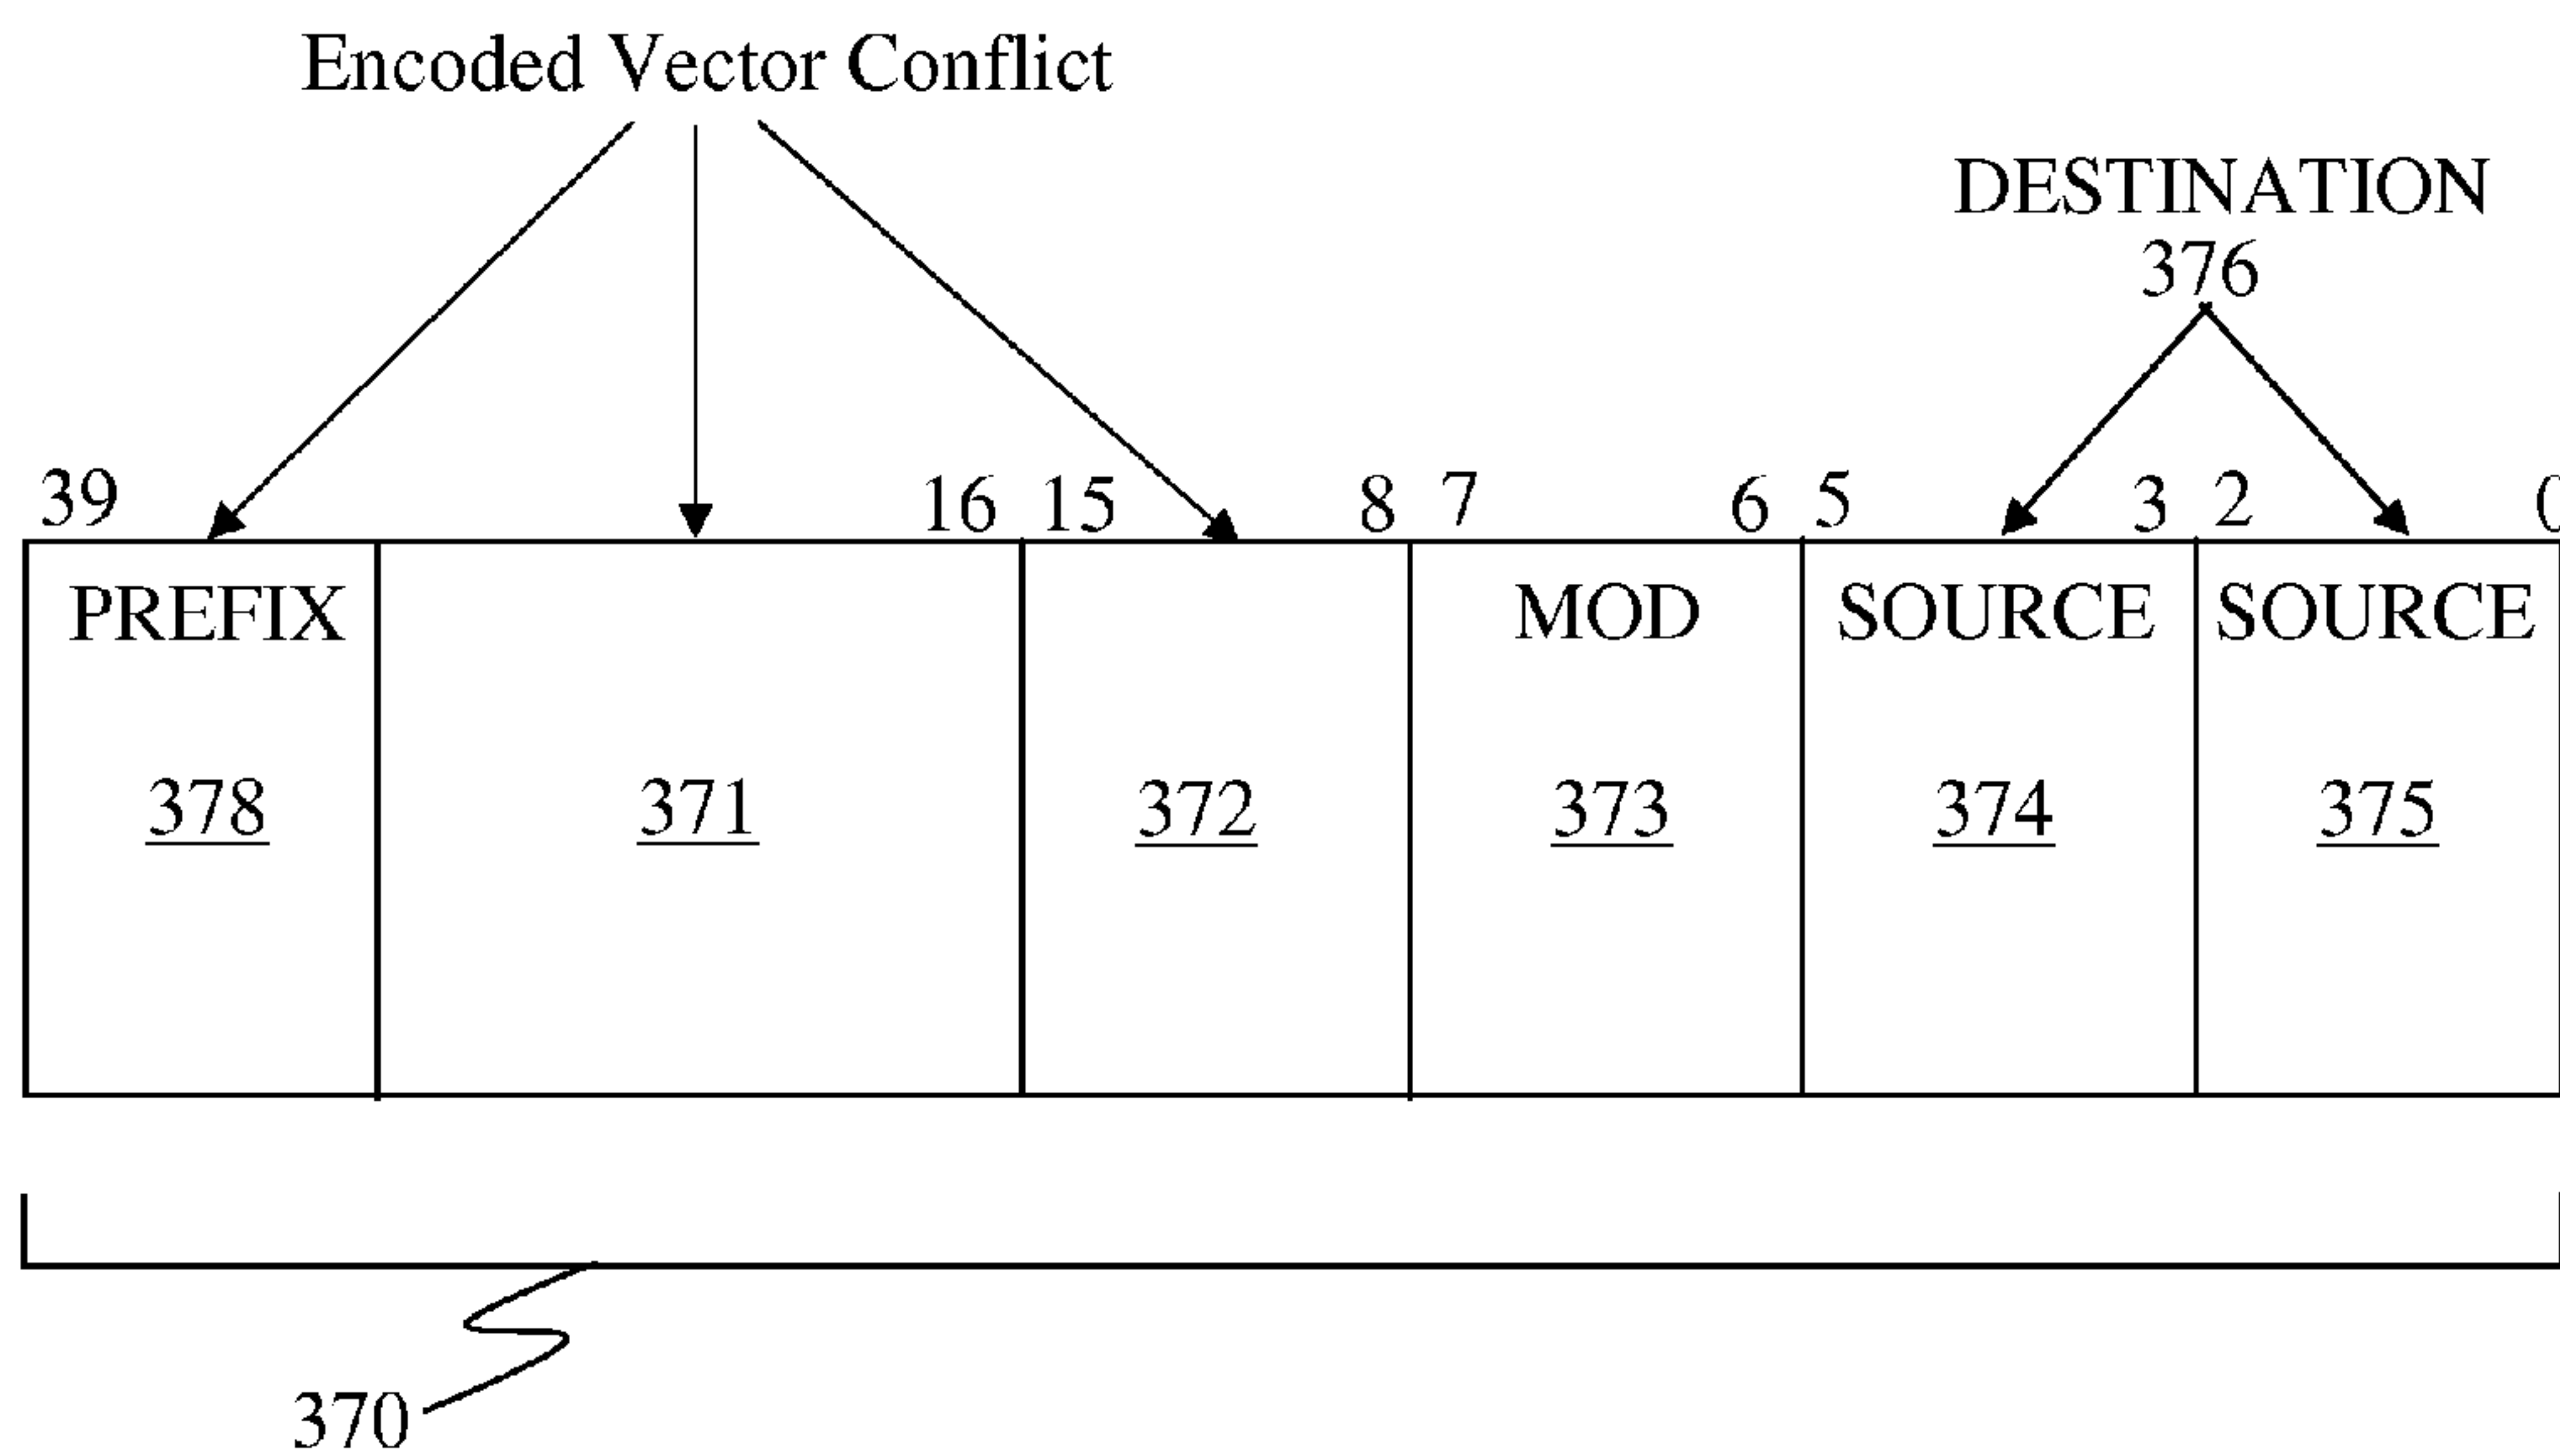 Encoded Vector Conflict
DESTINATION
376
39 16 15 8 7 6 5 3 2 0
PREFIX MOD SOURCE SOURCE
378 371 372 373 374 375
370